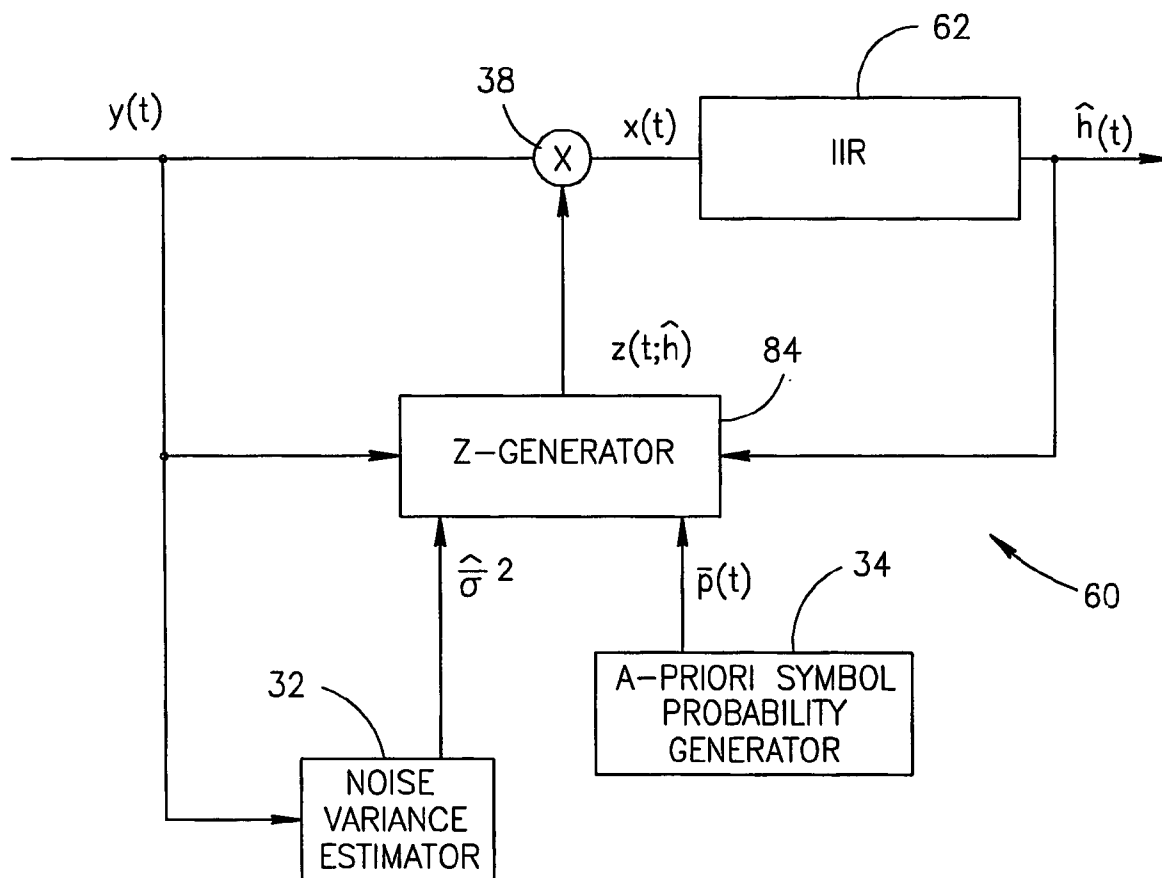 62
38
y(t)
x(t)
ĥ(t)
X
IIR
z(t;ĥ)
84
Z-GENERATOR
σ̂̅ 2
p̄(t)
34
60
32
A-PRIORI SYMBOL
PROBABILITY
GENERATOR
NOISE
VARIANCE
ESTIMATOR